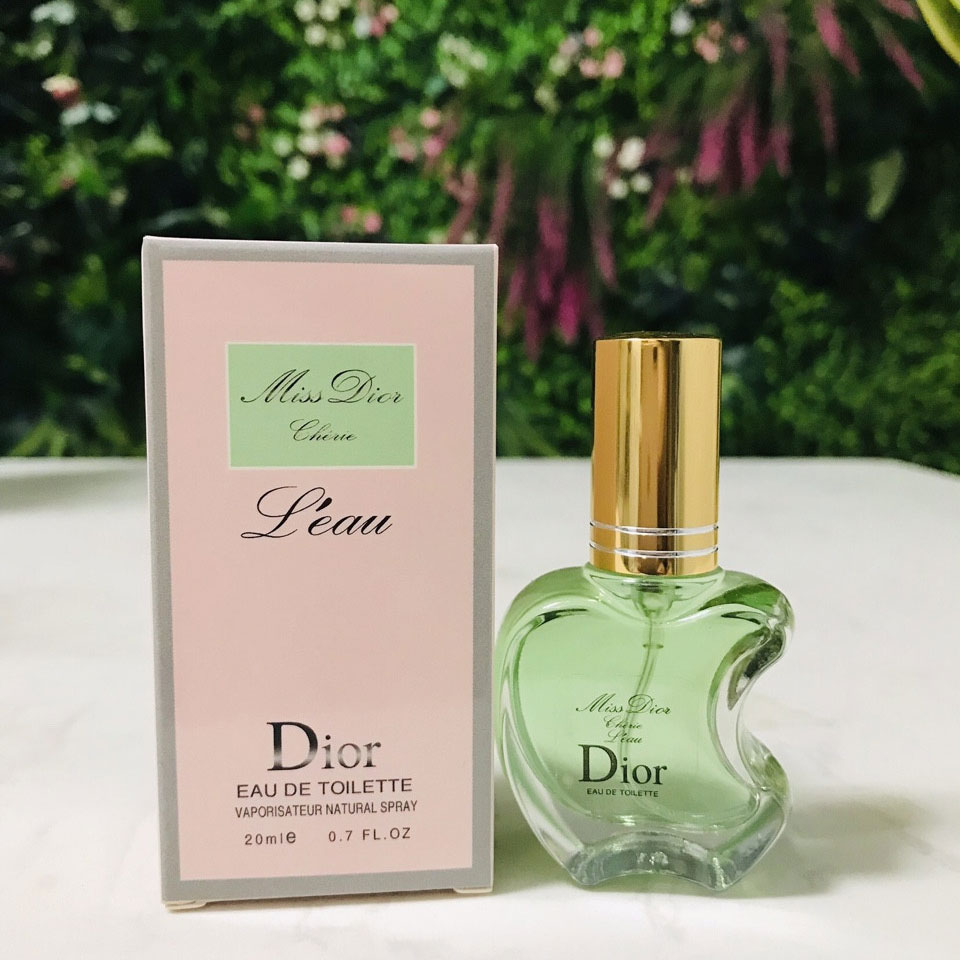 Miss Dior
Chérie
L'eau
Dior
EAU DE TOILETTE
VAPORISATEUR NATURAL SPRAY
20ml℮ 0.7 FL.OZ
Miss Dior
Chérie
L'eau
Dior
EAU DE TOILETTE